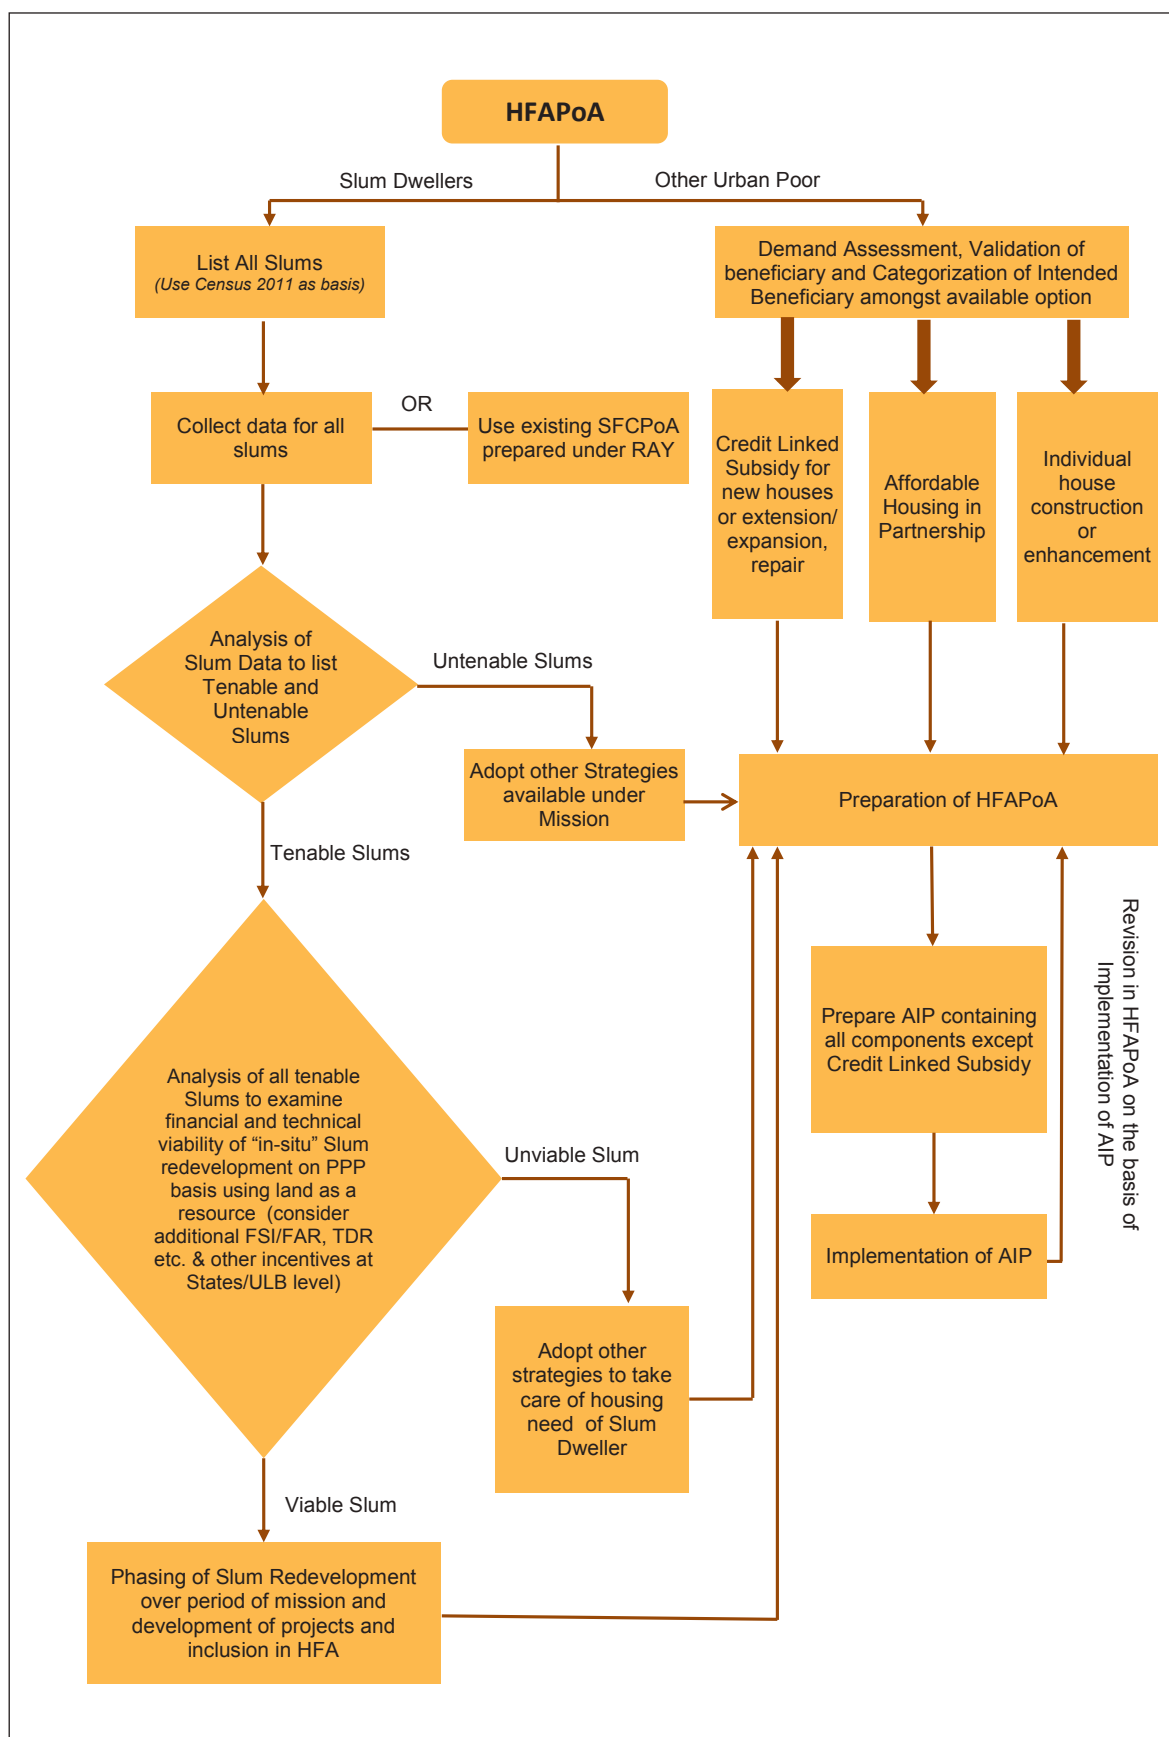 HFAPoA
Slum Dwellers
Other Urban Poor
List All Slums
(Use Census 2011 as basis)
Demand Assessment, Validation of
beneficiary and Categorization of Intended
Beneficiary amongst available option
Collect data for all
slums
OR
Use existing SFCPoA
prepared under RAY
Credit Linked
Subsidy for
new houses
or extension/
expansion,
repair
Affordable
Housing in
Partnership
Individual
house
construction
or
enhancement
Analysis of
Slum Data to list
Tenable and
Untenable
Slums
Untenable Slums
Adopt other Strategies
available under
Mission
Preparation of HFAPoA
Tenable Slums
Analysis of all tenable
Slums to examine
financial and technical
viability of “in-situ” Slum
redevelopment on PPP
basis using land as a
resource (consider
additional FSI/FAR, TDR
etc. & other incentives at
States/ULB level)
Unviable Slum
Adopt other
strategies to take
care of housing
need of Slum
Dweller
Prepare AIP containing
all components except
Credit Linked Subsidy
Implementation of AIP
Revision in HFAPoA on the basis of
Implementation of AIP
Viable Slum
Phasing of Slum Redevelopment
over period of mission and
development of projects and
inclusion in HFA